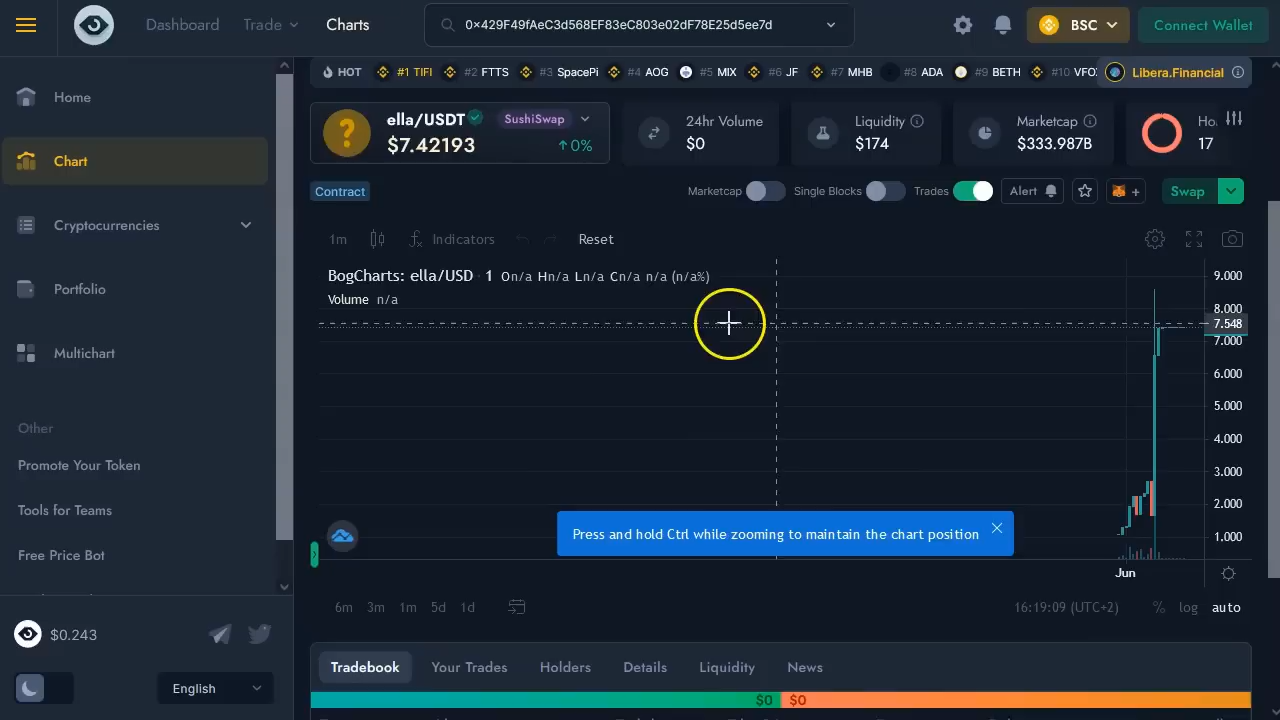 Dashboard
Trade
Charts
0x429F49fAeC3d568EF83eC803e02dF78E25d5ee7d
BSC
Connect Wallet
Home
Chart
Cryptocurrencies
Portfolio
Multichart
Other
Promote Your Token
Tools for Teams
Free Price Bot
$0.243
English
HOT
#1 TIFI
#2 FTTS
#3 SpacePi
#4 AOG
#5 MIX
#6 JF
#7 MHB
#8 ADA
#9 BETH
#10 VFO
Libera.Financial
ella/USDT
SushiSwap
$7.42193
↑0%
24hr Volume
$0
Liquidity
$174
Marketcap
$333.987B
Ho
17
Contract
Marketcap
Single Blocks
Trades
Alert
+
Swap
1m
Indicators
Reset
BogCharts: ella/USD · 1 On/a Hn/a Ln/a Cn/a n/a (n/a%)
Volume n/a
9.000
8.000
7.548
7.000
6.000
5.000
4.000
3.000
2.000
1.000
Press and hold Ctrl while zooming to maintain the chart position
Jun
6m 3m 1m 5d 1d
16:19:09 (UTC+2)
% log auto
Tradebook
Your Trades
Holders
Details
Liquidity
News
$0
$0